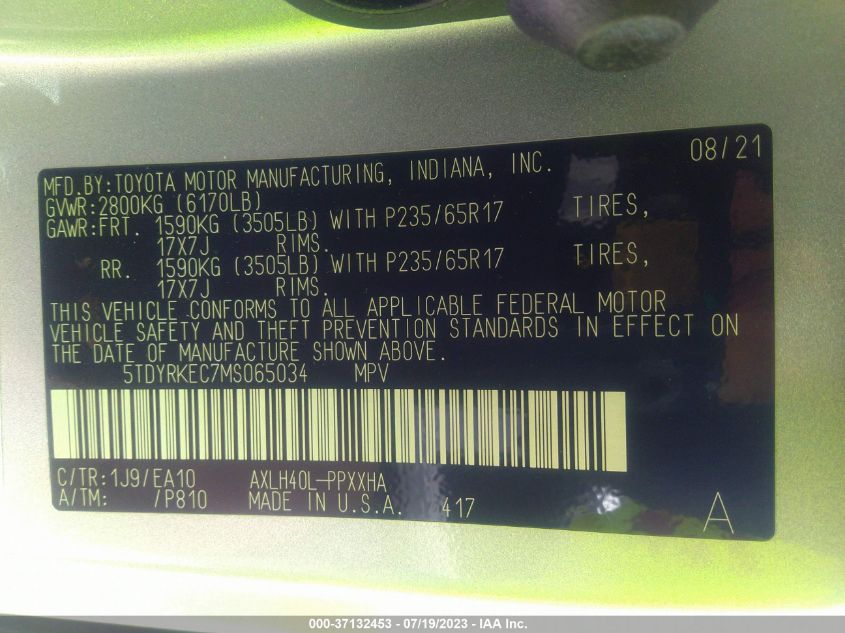 08/21
MFD.BY:TOYOTA MOTOR MANUFACTURING, INDIANA, INC.
GVWR:2800KG (6170LB)
GAWR:FRT. 1590KG (3505LB) WITH P235/65R17 TIRES,
17X7J RIMS.
RR. 1590KG (3505LB) WITH P235/65R17 TIRES,
17X7J RIMS.
THIS VEHICLE CONFORMS TO ALL APPLICABLE FEDERAL MOTOR
VEHICLE SAFETY AND THEFT PREVENTION STANDARDS IN EFFECT ON
THE DATE OF MANUFACTURE SHOWN ABOVE.
5TDYRKEC7MS065034 MPV
C/TR:1J9/EA10 AXLH40L-PPXXHA
A/TM: /P810 MADE IN U.S.A. 417 A
000-37132453 - 07/19/2023 - IAA Inc.